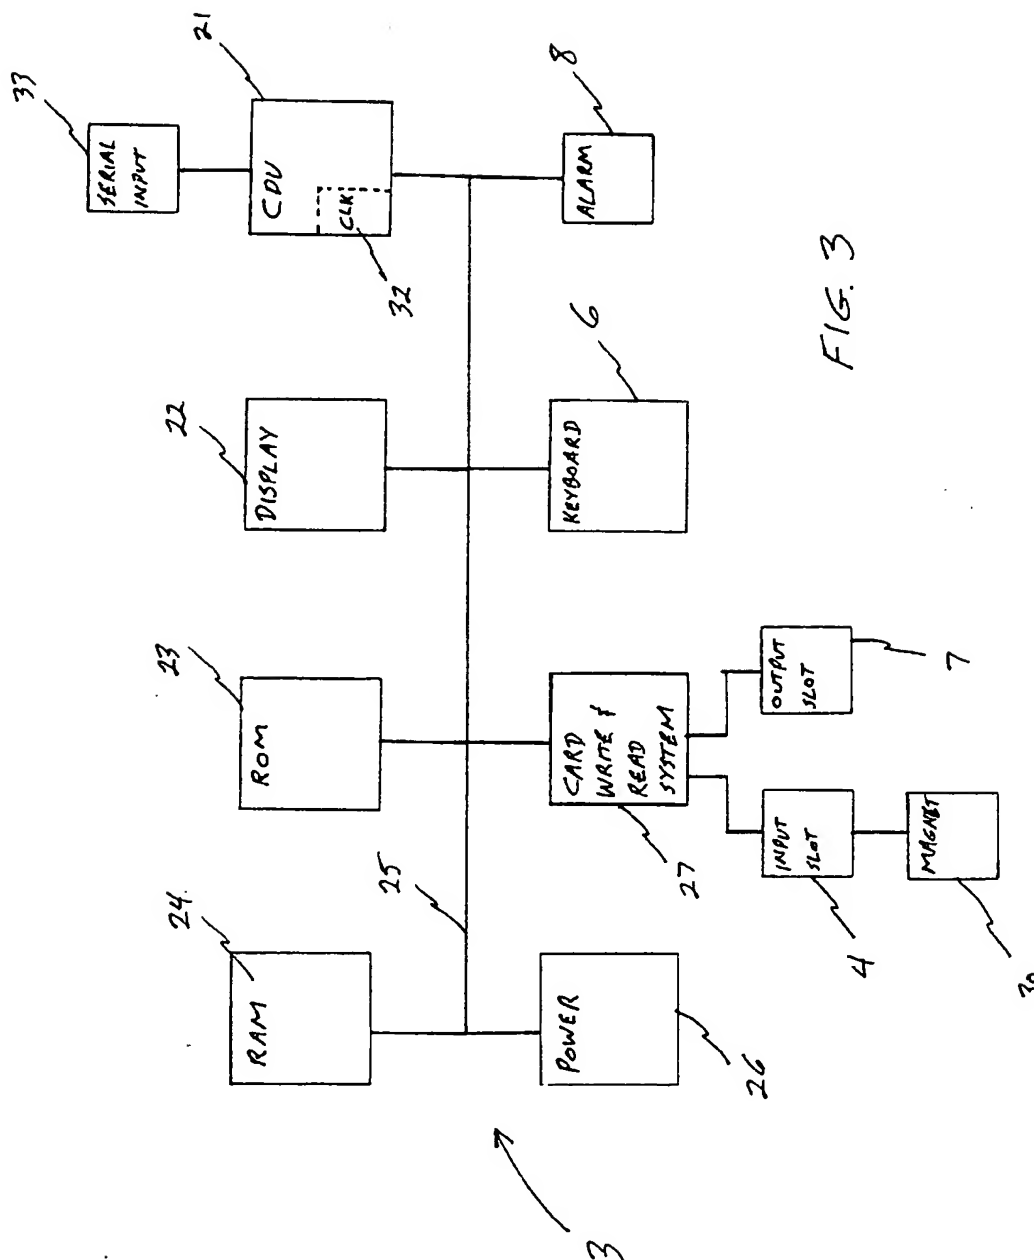 24
23
22
21
33
RAM
ROM
DISPLAY
CPU
CLK
SERIAL
INPUT
32
25
3
POWER
26
CARD
WRITE &
READ
SYSTEM
27
KEYBOARD
6
ALARM
8
INPUT
SLOT
4
OUTPUT
SLOT
7
MAGNET
FIG. 3